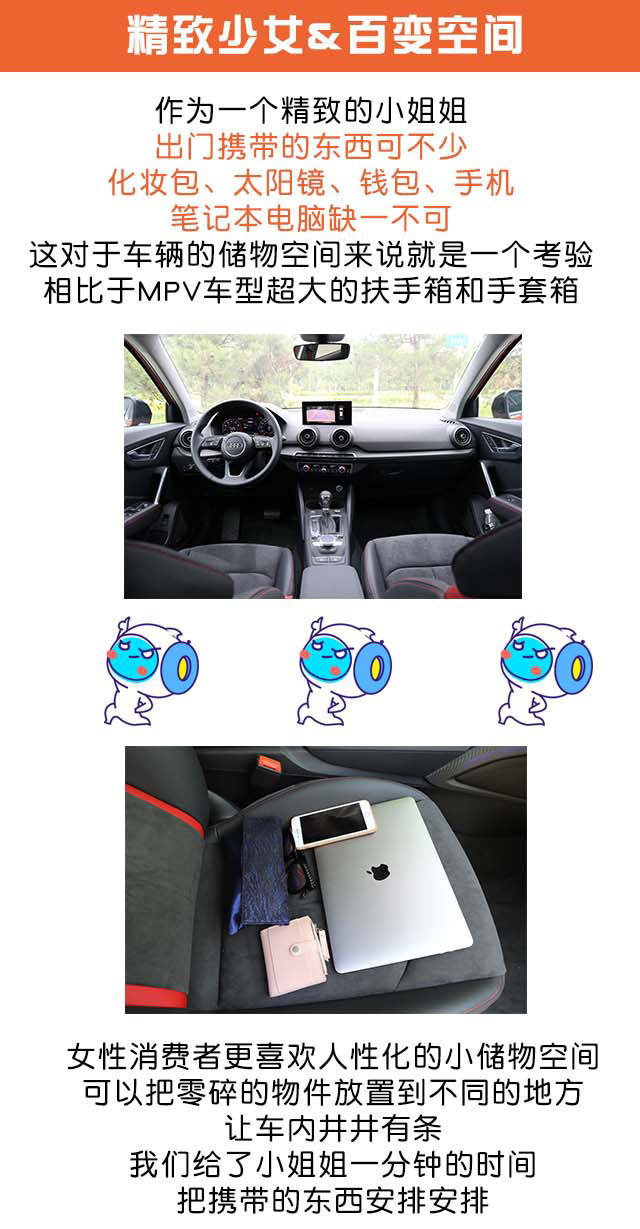 精致少女&百变空间
作为一个精致的小姐姐
出门携带的东西可不少
化妆包、太阳镜、钱包、手机
笔记本电脑缺一不可
这对于车辆的储物空间来说就是一个考验
相比于MPV车型超大的扶手箱和手套箱
女性消费者更喜欢人性化的小储物空间
可以把零碎的物件放置到不同的地方
让车内井井有条
我们给了小姐姐一分钟的时间
把携带的东西安排安排